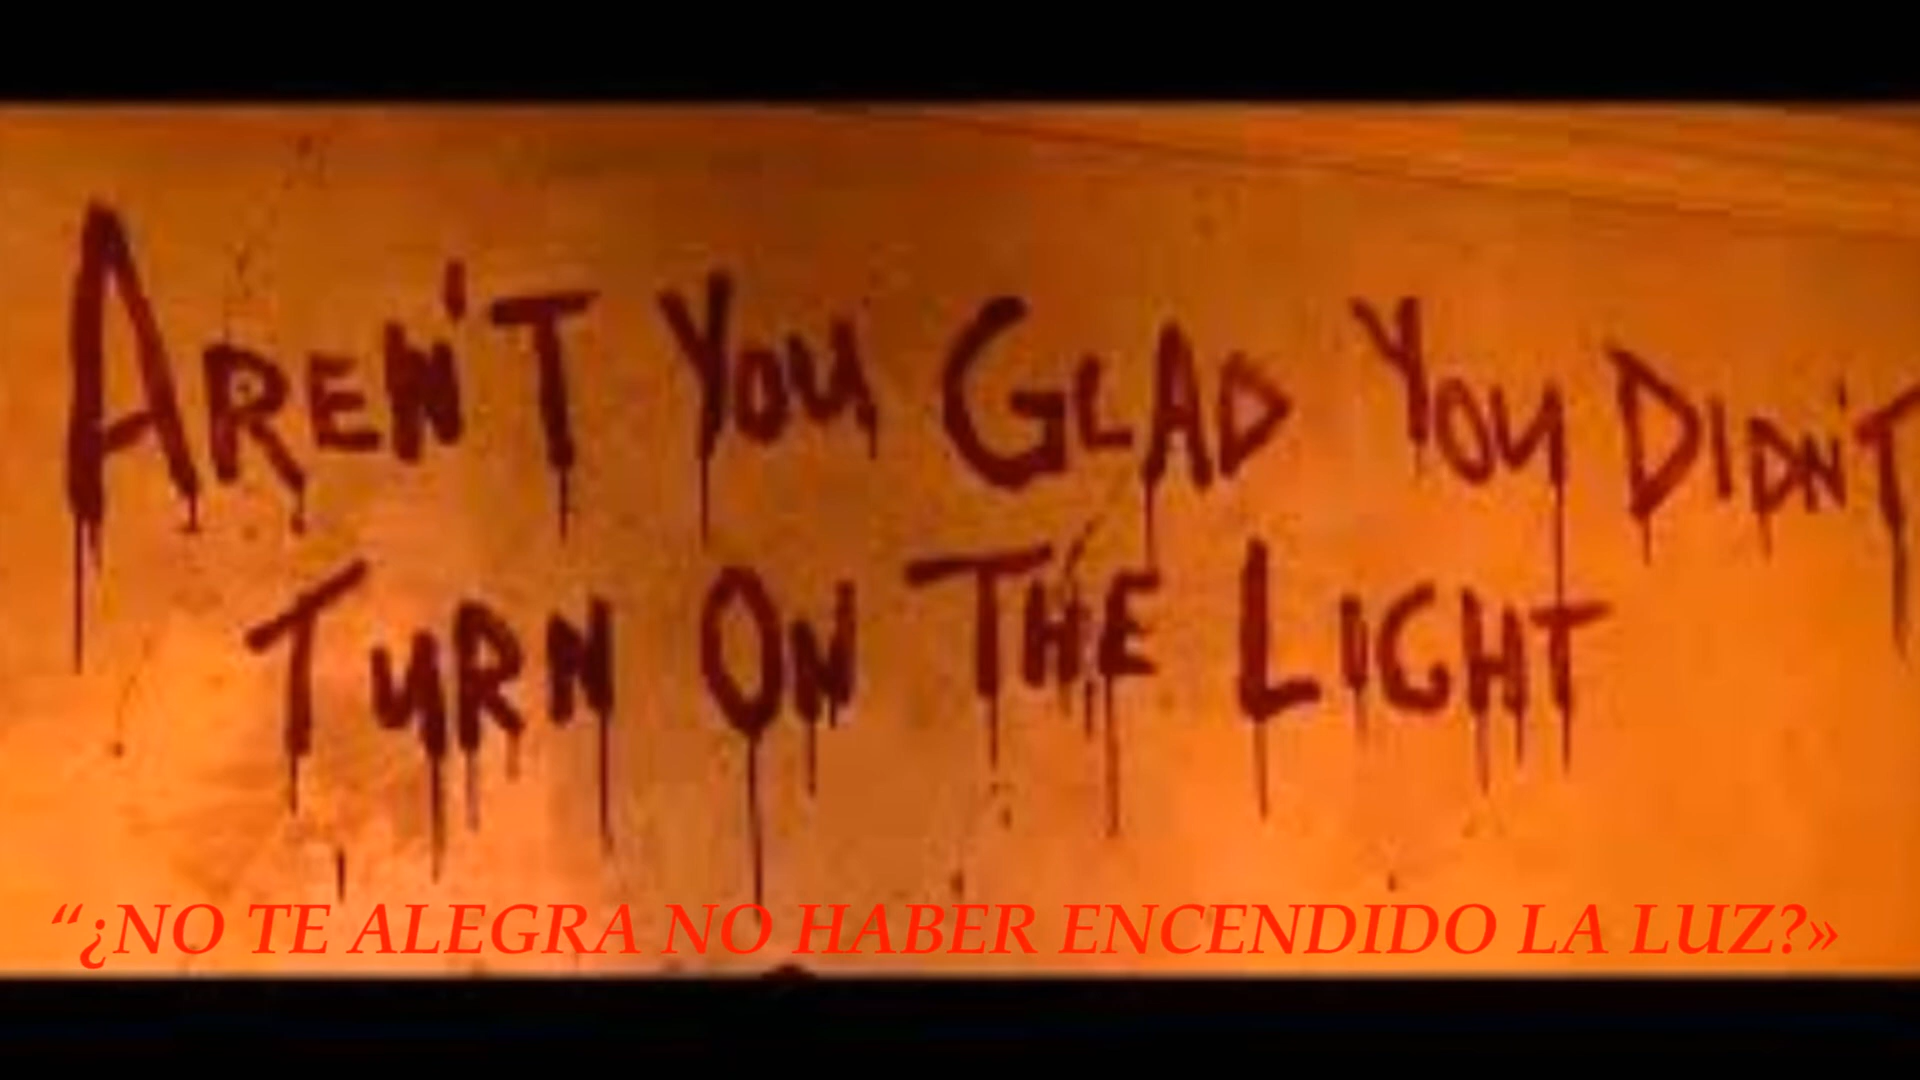 AREN'T YOU GLAD YOU DIDN'T
TURN ON THE LIGHT
“¿NO TE ALEGRA NO HABER ENCENDIDO LA LUZ?»